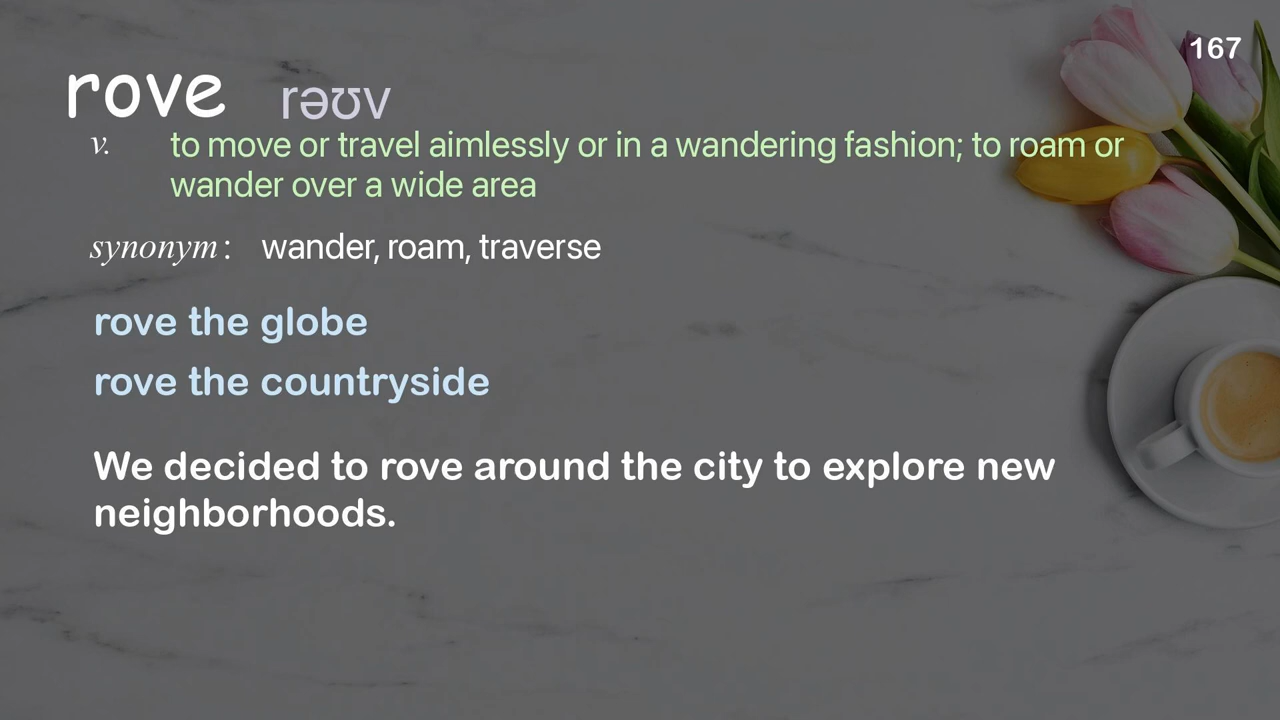 167
rove rəʊv
v. to move or travel aimlessly or in a wandering fashion; to roam or
wander over a wide area
synonym: wander, roam, traverse
rove the globe
rove the countryside
We decided to rove around the city to explore new
neighborhoods.